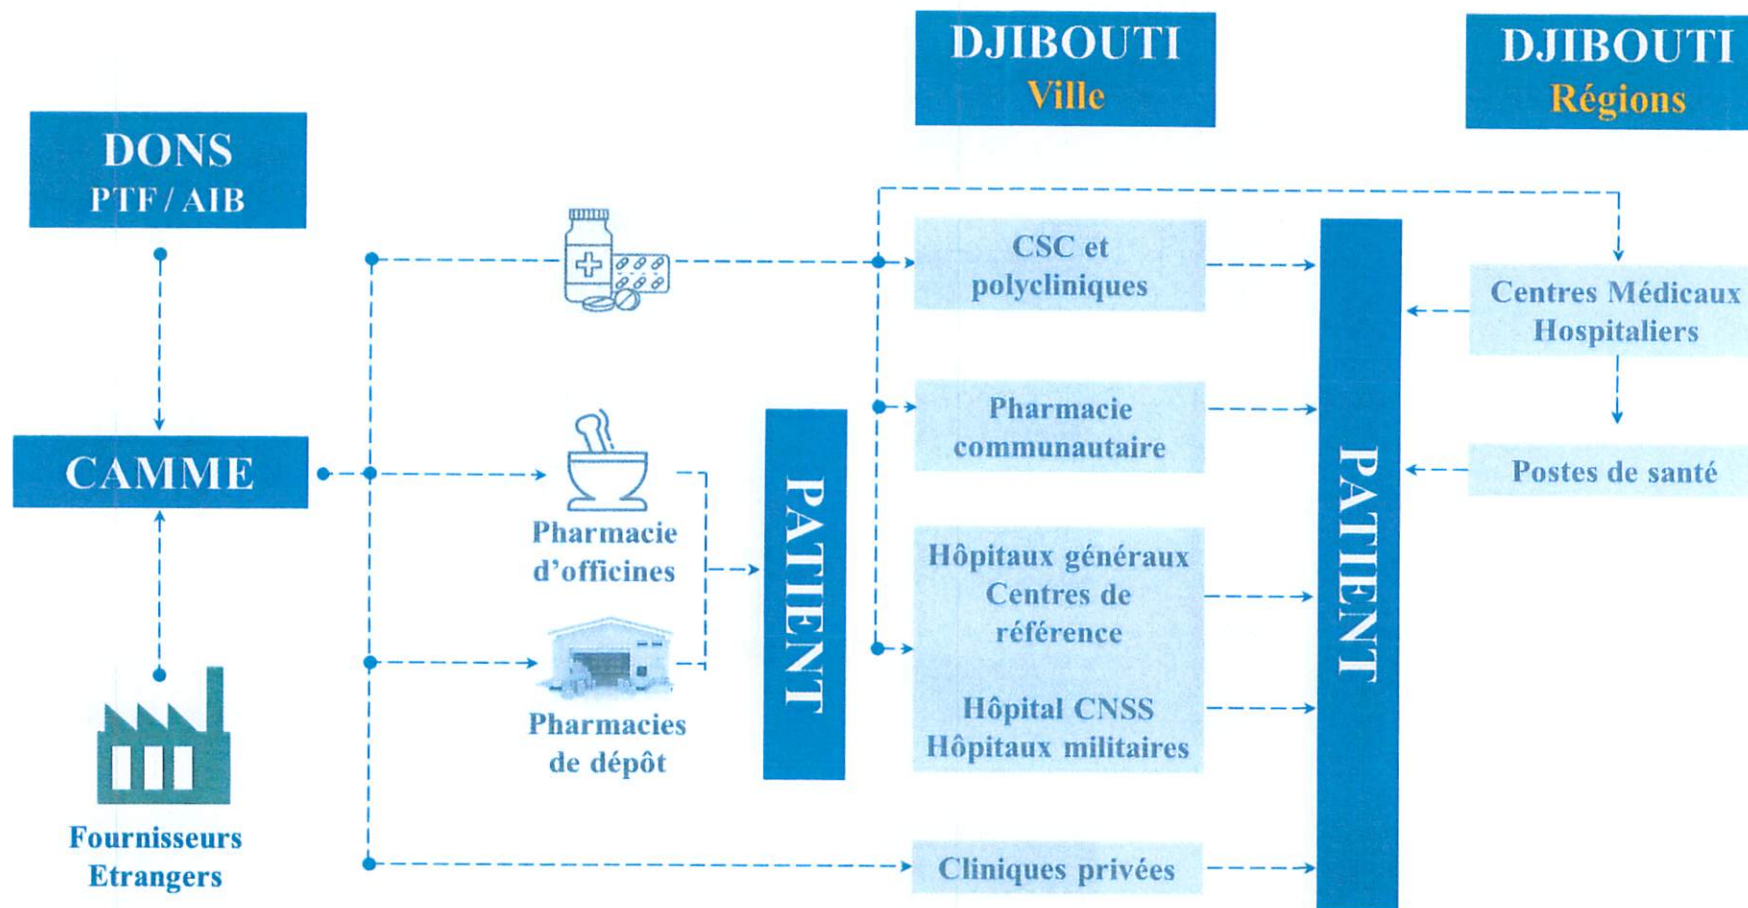 DJIBOUTI
Ville
DJIBOUTI
Régions
DONS
PTF / AIB
CAMME
Fournisseurs
Etrangers
Pharmacie
d'officines
Pharmacies
de dépôt
PATIENT
CSC et
polycliniques
Pharmacie
communautaire
Hôpitaux généraux
Centres de
référence
Hôpital CNSS
Hôpitaux militaires
Cliniques privées
PATIENT
Centres Médicaux
Hospitaliers
Postes de santé